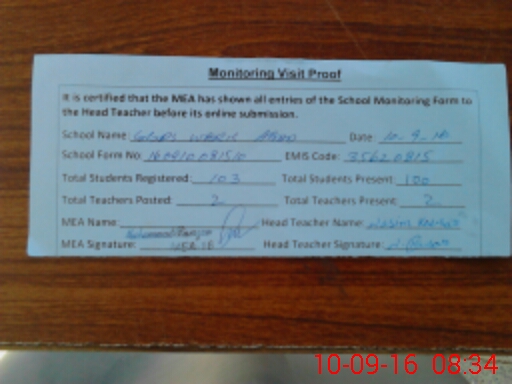 Monitoring Visit Proof
It is certified that the MEA has shown all entries of the School Monitoring Form to
the Head Teacher before its online submission.
School Name: Date:
School Form No: EMIS Code: 35620815
Total Students Registered: 103 Total Students Present: 100
Total Teachers Posted: 2 Total Teachers Present: 2
MEA Name: Head Teacher Name:
MEA Signature: MEA 16 Head Teacher Signature:
10-09-16 08:34